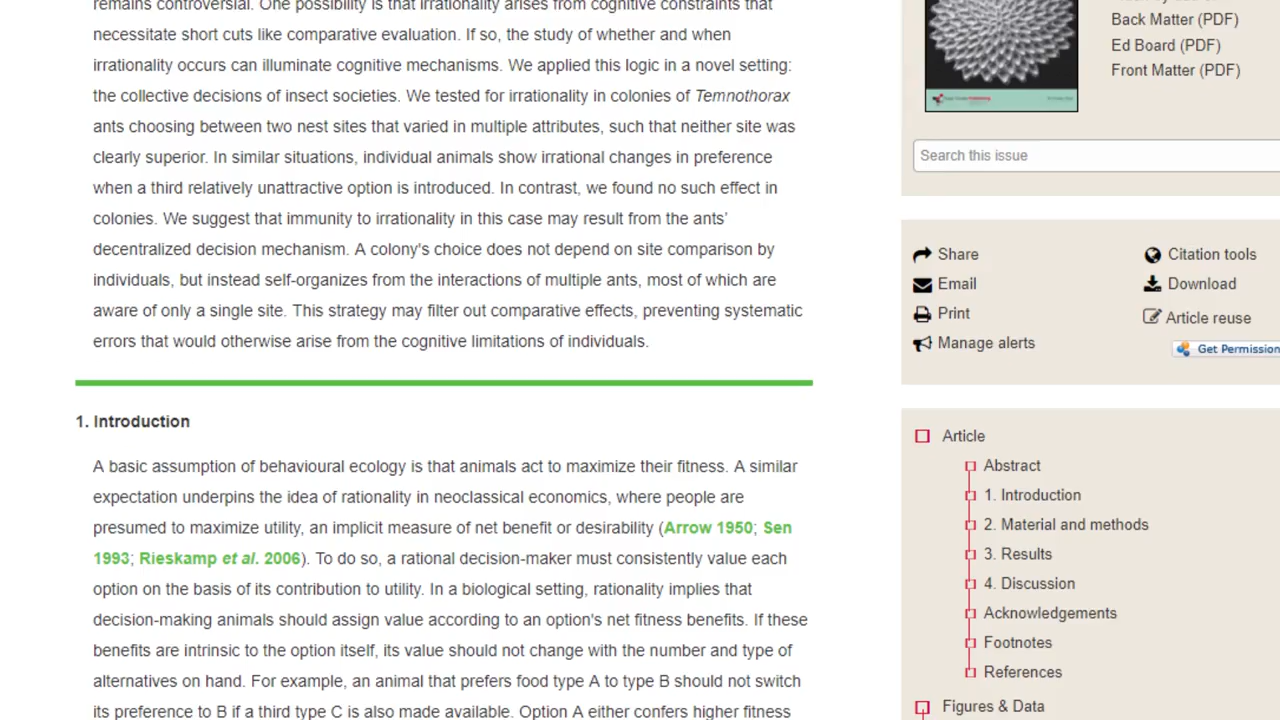 remains controversial. One possibility is that irrationality arises from cognitive constraints that
necessitate short cuts like comparative evaluation. If so, the study of whether and when
irrationality occurs can illuminate cognitive mechanisms. We applied this logic in a novel setting:
the collective decisions of insect societies. We tested for irrationality in colonies of Temnothorax
ants choosing between two nest sites that varied in multiple attributes, such that neither site was
clearly superior. In similar situations, individual animals show irrational changes in preference
when a third relatively unattractive option is introduced. In contrast, we found no such effect in
colonies. We suggest that immunity to irrationality in this case may result from the ants'
decentralized decision mechanism. A colony's choice does not depend on site comparison by
individuals, but instead self-organizes from the interactions of multiple ants, most of which are
aware of only a single site. This strategy may filter out comparative effects, preventing systematic
errors that would otherwise arise from the cognitive limitations of individuals.
1. Introduction
A basic assumption of behavioural ecology is that animals act to maximize their fitness. A similar
expectation underpins the idea of rationality in neoclassical economics, where people are
presumed to maximize utility, an implicit measure of net benefit or desirability (Arrow 1950; Sen
1993; Rieskamp et al. 2006). To do so, a rational decision-maker must consistently value each
option on the basis of its contribution to utility. In a biological setting, rationality implies that
decision-making animals should assign value according to an option's net fitness benefits. If these
benefits are intrinsic to the option itself, its value should not change with the number and type of
alternatives on hand. For example, an animal that prefers food type A to type B should not switch
its preference to B if a third type C is also made available. Option A either confers higher fitness
Back Matter (PDF)
Ed Board (PDF)
Front Matter (PDF)
Search this issue
Share
Email
Print
Manage alerts
Citation tools
Download
Article reuse
Get Permission
Article
Abstract
1. Introduction
2. Material and methods
3. Results
4. Discussion
Acknowledgements
Footnotes
References
Figures & Data